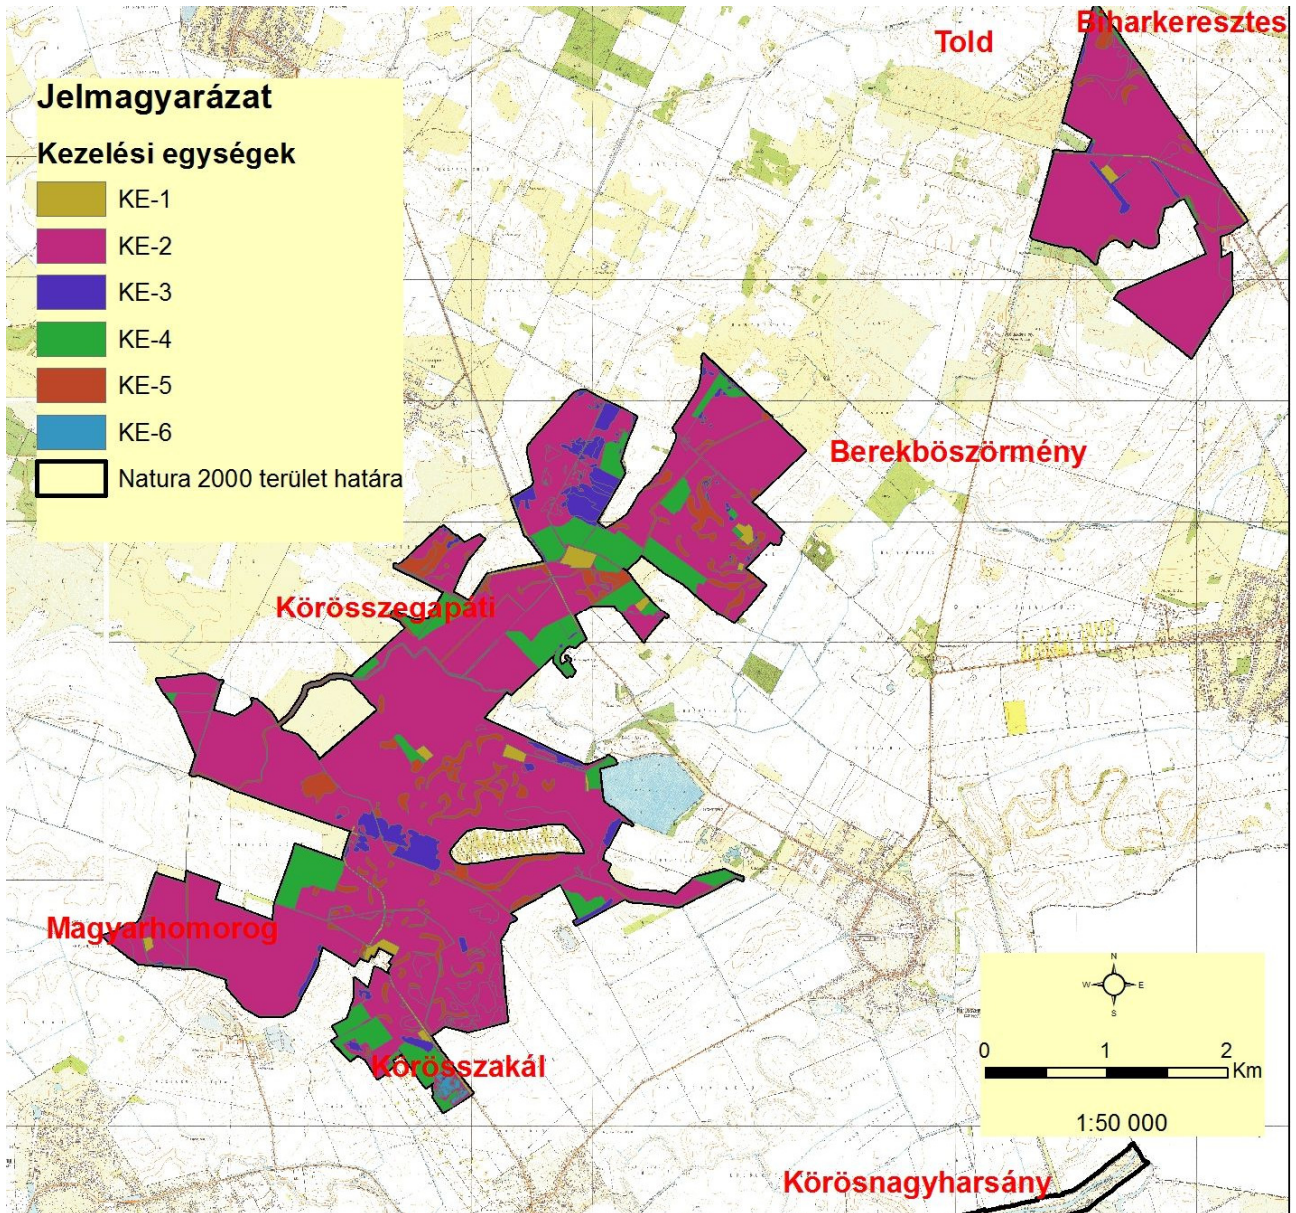 Biharkeresztes
Told
Jelmagyarázat
Kezelési egységek
KE-1
KE-2
KE-3
KE-4
KE-5
KE-6
Natura 2000 terület határa
Berekböszörmény
Körösszegapáti
Magyarhomorog
Körösszakál
N
W
E
S
0 1 2
Km
1:50 000
Körösnagyharsány